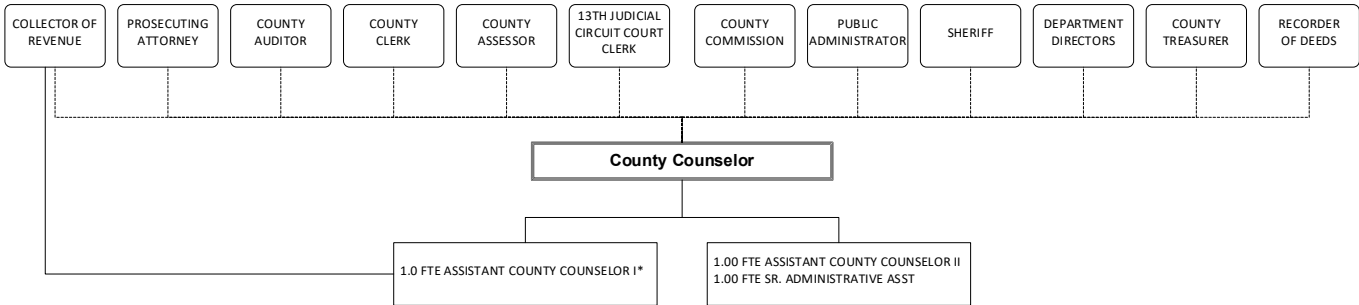 COLLECTOR OF
REVENUE
PROSECUTING
ATTORNEY
COUNTY
AUDITOR
COUNTY
CLERK
COUNTY
ASSESSOR
13TH JUDICIAL
CIRCUIT COURT
CLERK
COUNTY
COMMISSION
PUBLIC
ADMINISTRATOR
SHERIFF
DEPARTMENT
DIRECTORS
COUNTY
TREASURER
RECORDER
OF DEEDS
County Counselor
1.0 FTE ASSISTANT COUNTY COUNSELOR I*
1.00 FTE ASSISTANT COUNTY COUNSELOR II
1.00 FTE SR. ADMINISTRATIVE ASST